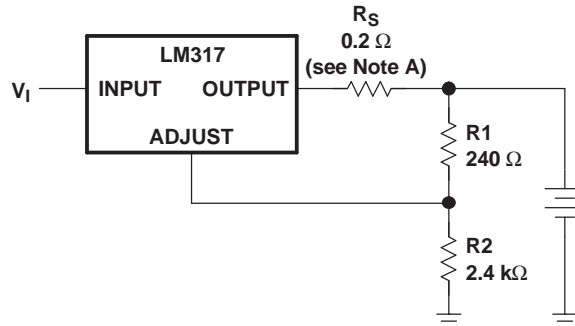 R_S
0.2 Ω
(see Note A)
LM317
V_I
INPUT OUTPUT
ADJUST
R1
240 Ω
R2
2.4 kΩ